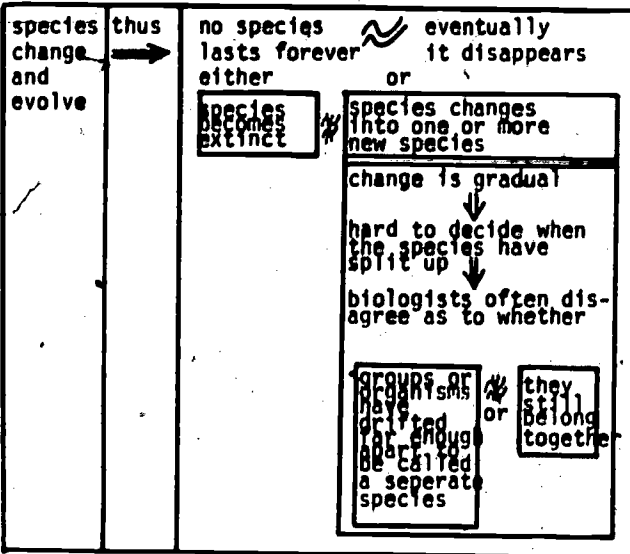 species
change
and
evolve
thus
no species
lasts forever
either
eventually
it disappears
or
species
becomes
extinct
species changes
into one or more
new species
change is gradual
hard to decide when
the species have
split up
biologists often dis-
agree as to whether
groups or
organisms
have
drifted
far enough
apart to
be called
a seperate
species
or
they
still
belong
together